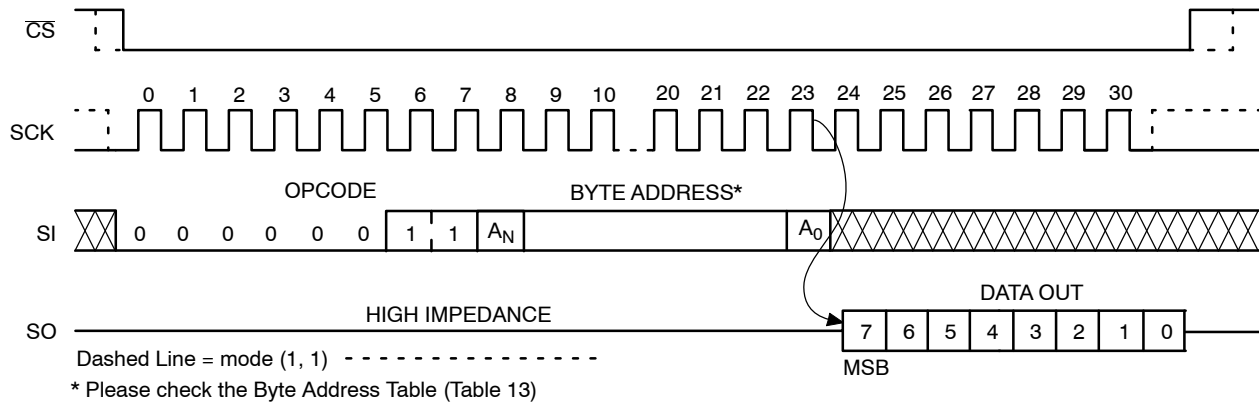 CS
0 1 2 3 4 5 6 7 8 9 10 20 21 22 23 24 25 26 27 28 29 30
SCK
OPCODE BYTE ADDRESS*
SI 0 0 0 0 0 0 1 1 AN A0
DATA OUT
HIGH IMPEDANCE
SO 7 6 5 4 3 2 1 0
Dashed Line = mode (1, 1)
MSB
* Please check the Byte Address Table (Table 13)